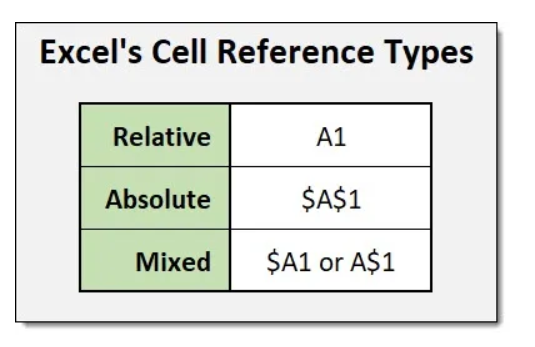 Excel's Cell Reference Types
Relative A1
Absolute $A$1
Mixed $A1 or A$1